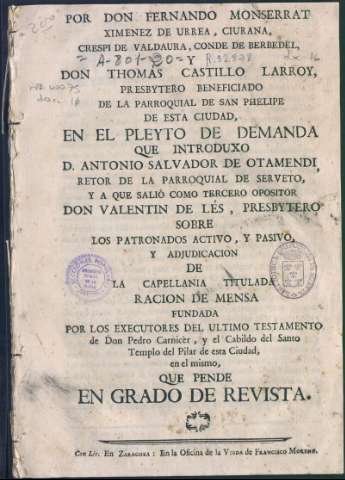 POR DON FERNANDO MONSERRAT
XIMENEZ DE URREA, CIURANA,
CRESPI DE VALDAURA, CONDE DE BERBEDEL,
Y
DON THOMAS CASTILLO LARROY,
PRESBYTERO BENEFICIADO
DE LA PARROQUIAL DE SAN PHELIPE
DE ESTA CIUDAD,
EN EL PLEYTO DE DEMANDA
QUE INTRODUXO
D. ANTONIO SALVADOR DE OTAMENDI,
RETOR DE LA PARROQUIAL DE SERVETO,
Y A QUE SALIÒ COMO TERCERO OPOSITOR
DON VALENTIN DE LÉS, PRESBYTERO
SOBRE
LOS PATRONADOS ACTIVO, Y PASIVO,
Y ADJUDICACION
DE
LA CAPELLANIA TITULADA
RACION DE MENSA
FUNDADA
POR LOS EXECUTORES DEL ULTIMO TESTAMENTO
de Don Pedro Carnicèr, y el Cabildo del Santo
Templo del Pilar de esta Ciudad,
en el mismo,
QUE PENDE
EN GRADO DE REVISTA.
Con Lic. En ZARAGOZA: En la Oficina de la VIUDA DE FRANCISCO MORENO.